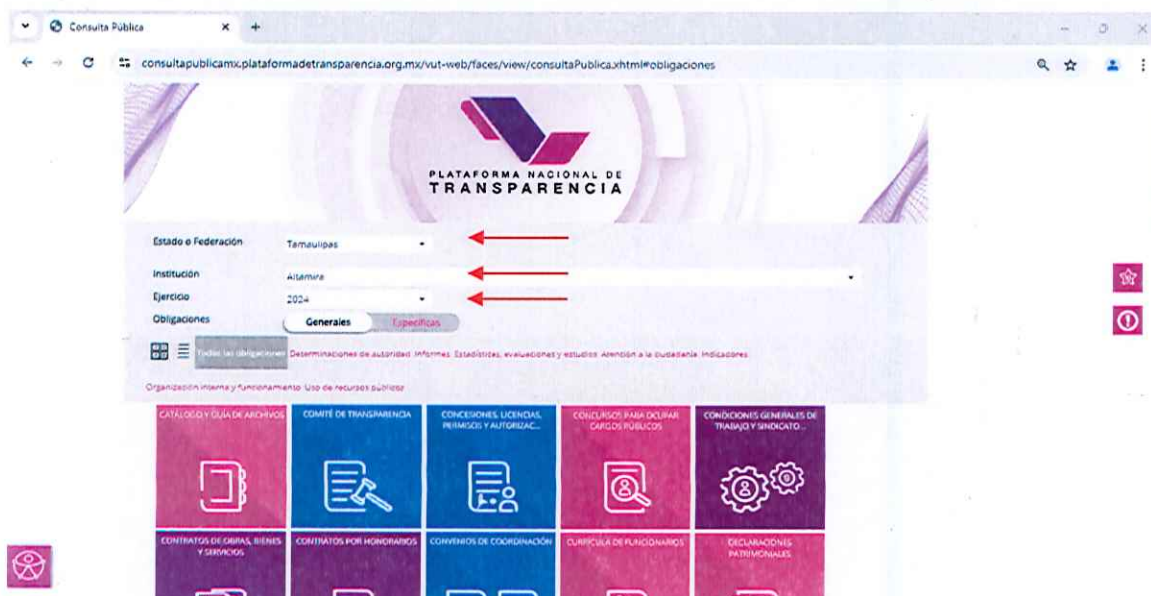 Consulta Pública
consultapublicamx.plataformadetransparencia.org.mx/vut-web/faces/view/consultaPublica.xhtml#obligaciones
PLATAFORMA NACIONAL DE
TRANSPARENCIA
Estado o Federación Tamaulipas
Institución Altamira
Ejercicio 2024
Obligaciones Generales Específicas
Todas las obligaciones Determinaciones de autoridad Informes Estadísticas, evaluaciones y estudios Atención a la ciudadanía Indicadores
Organización interna y funcionamiento Uso de recursos públicos
CATÁLOGO Y GUÍA DE ARCHIVOS
COMITÉ DE TRANSPARENCIA
CONCESIONES, LICENCIAS,
PERMISOS Y AUTORIZAC...
CONCURSOS PARA OCUPAR
CARGOS PÚBLICOS
CONDICIONES GENERALES DE
TRABAJO Y SINDICATO...
CONTRATOS DE OBRAS, BIENES
Y SERVICIOS
CONTRATOS POR HONORARIOS
CONVENIOS DE COORDINACIÓN
CURRÍCULA DE FUNCIONARIOS
DECLARACIONES
PATRIMONIALES